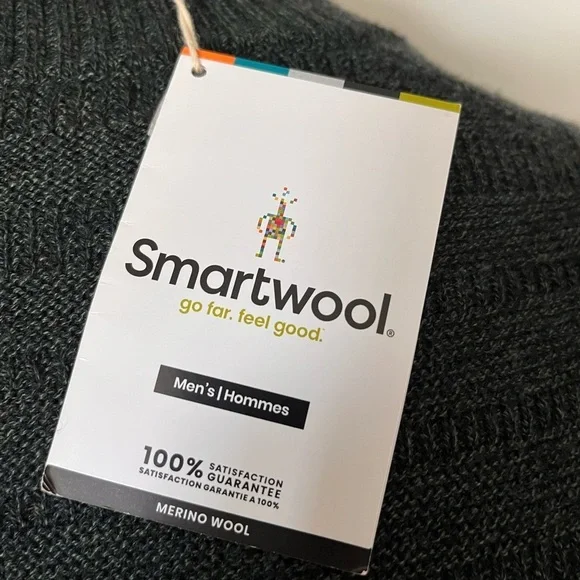 Smartwool®
go far. feel good.
Men's | Hommes
100% SATISFACTION GUARANTEE
SATISFACTION GARANTIE A 100%
MERINO WOOL